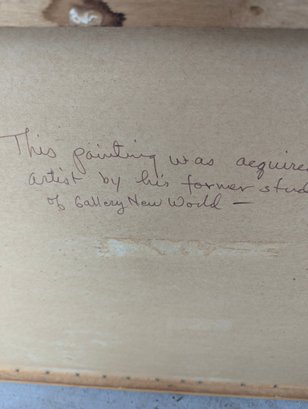 This painting was acquire
artist by his former stud
of Gallery New World –